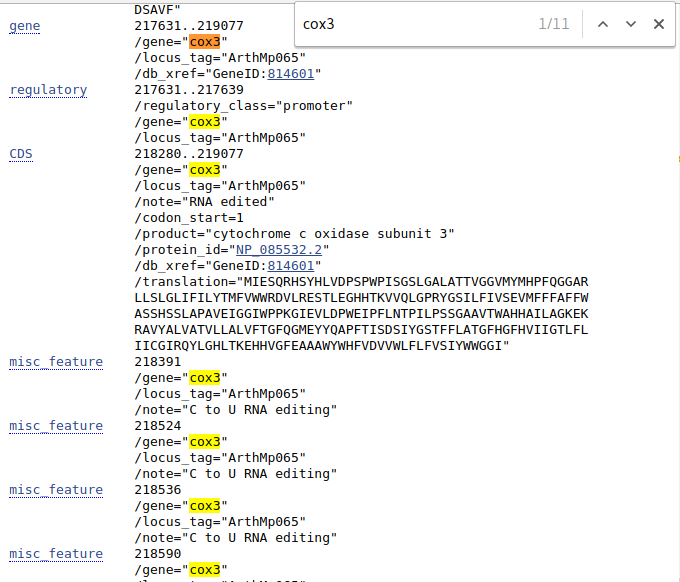 DSAVF"
cox3 1/11
gene 217631..219077
/gene="cox3"
/locus_tag="ArthMp065"
/db_xref="GeneID:814601"
regulatory 217631..217639
/regulatory_class="promoter"
/gene="cox3"
/locus_tag="ArthMp065"
CDS 218280..219077
/gene="cox3"
/locus_tag="ArthMp065"
/note="RNA edited"
/codon_start=1
/product="cytochrome c oxidase subunit 3"
/protein_id="NP_085532.2"
/db_xref="GeneID:814601"
/translation="MIESQRHSYHLVDPSPWPISGSLGALATTVGGVMYMHPFQGGAR
LLSLGLIFILYTMFVWWRDVLRESTLEGHHTKVVQLGPRYGSILFIVSEVMFFFAFFW
ASSHSSLAPAVEIGGIWPPKGIEVLDPWEIPFLNTPILPSSGAAVTWAHHAILAGKEK
RAVYALVATVLLALVFTGFQGMEYYQAPFTISDSIYGSTFFLATGFHGFHVIIGTLFL
IICGIRQYLGHLTKEHHVGFEAAAWYWHFVDVVWLFLFVSIYWWGGI"
misc_feature 218391
/gene="cox3"
/locus_tag="ArthMp065"
/note="C to U RNA editing"
misc_feature 218524
/gene="cox3"
/locus_tag="ArthMp065"
/note="C to U RNA editing"
misc_feature 218536
/gene="cox3"
/locus_tag="ArthMp065"
/note="C to U RNA editing"
misc_feature 218590
/gene="cox3"